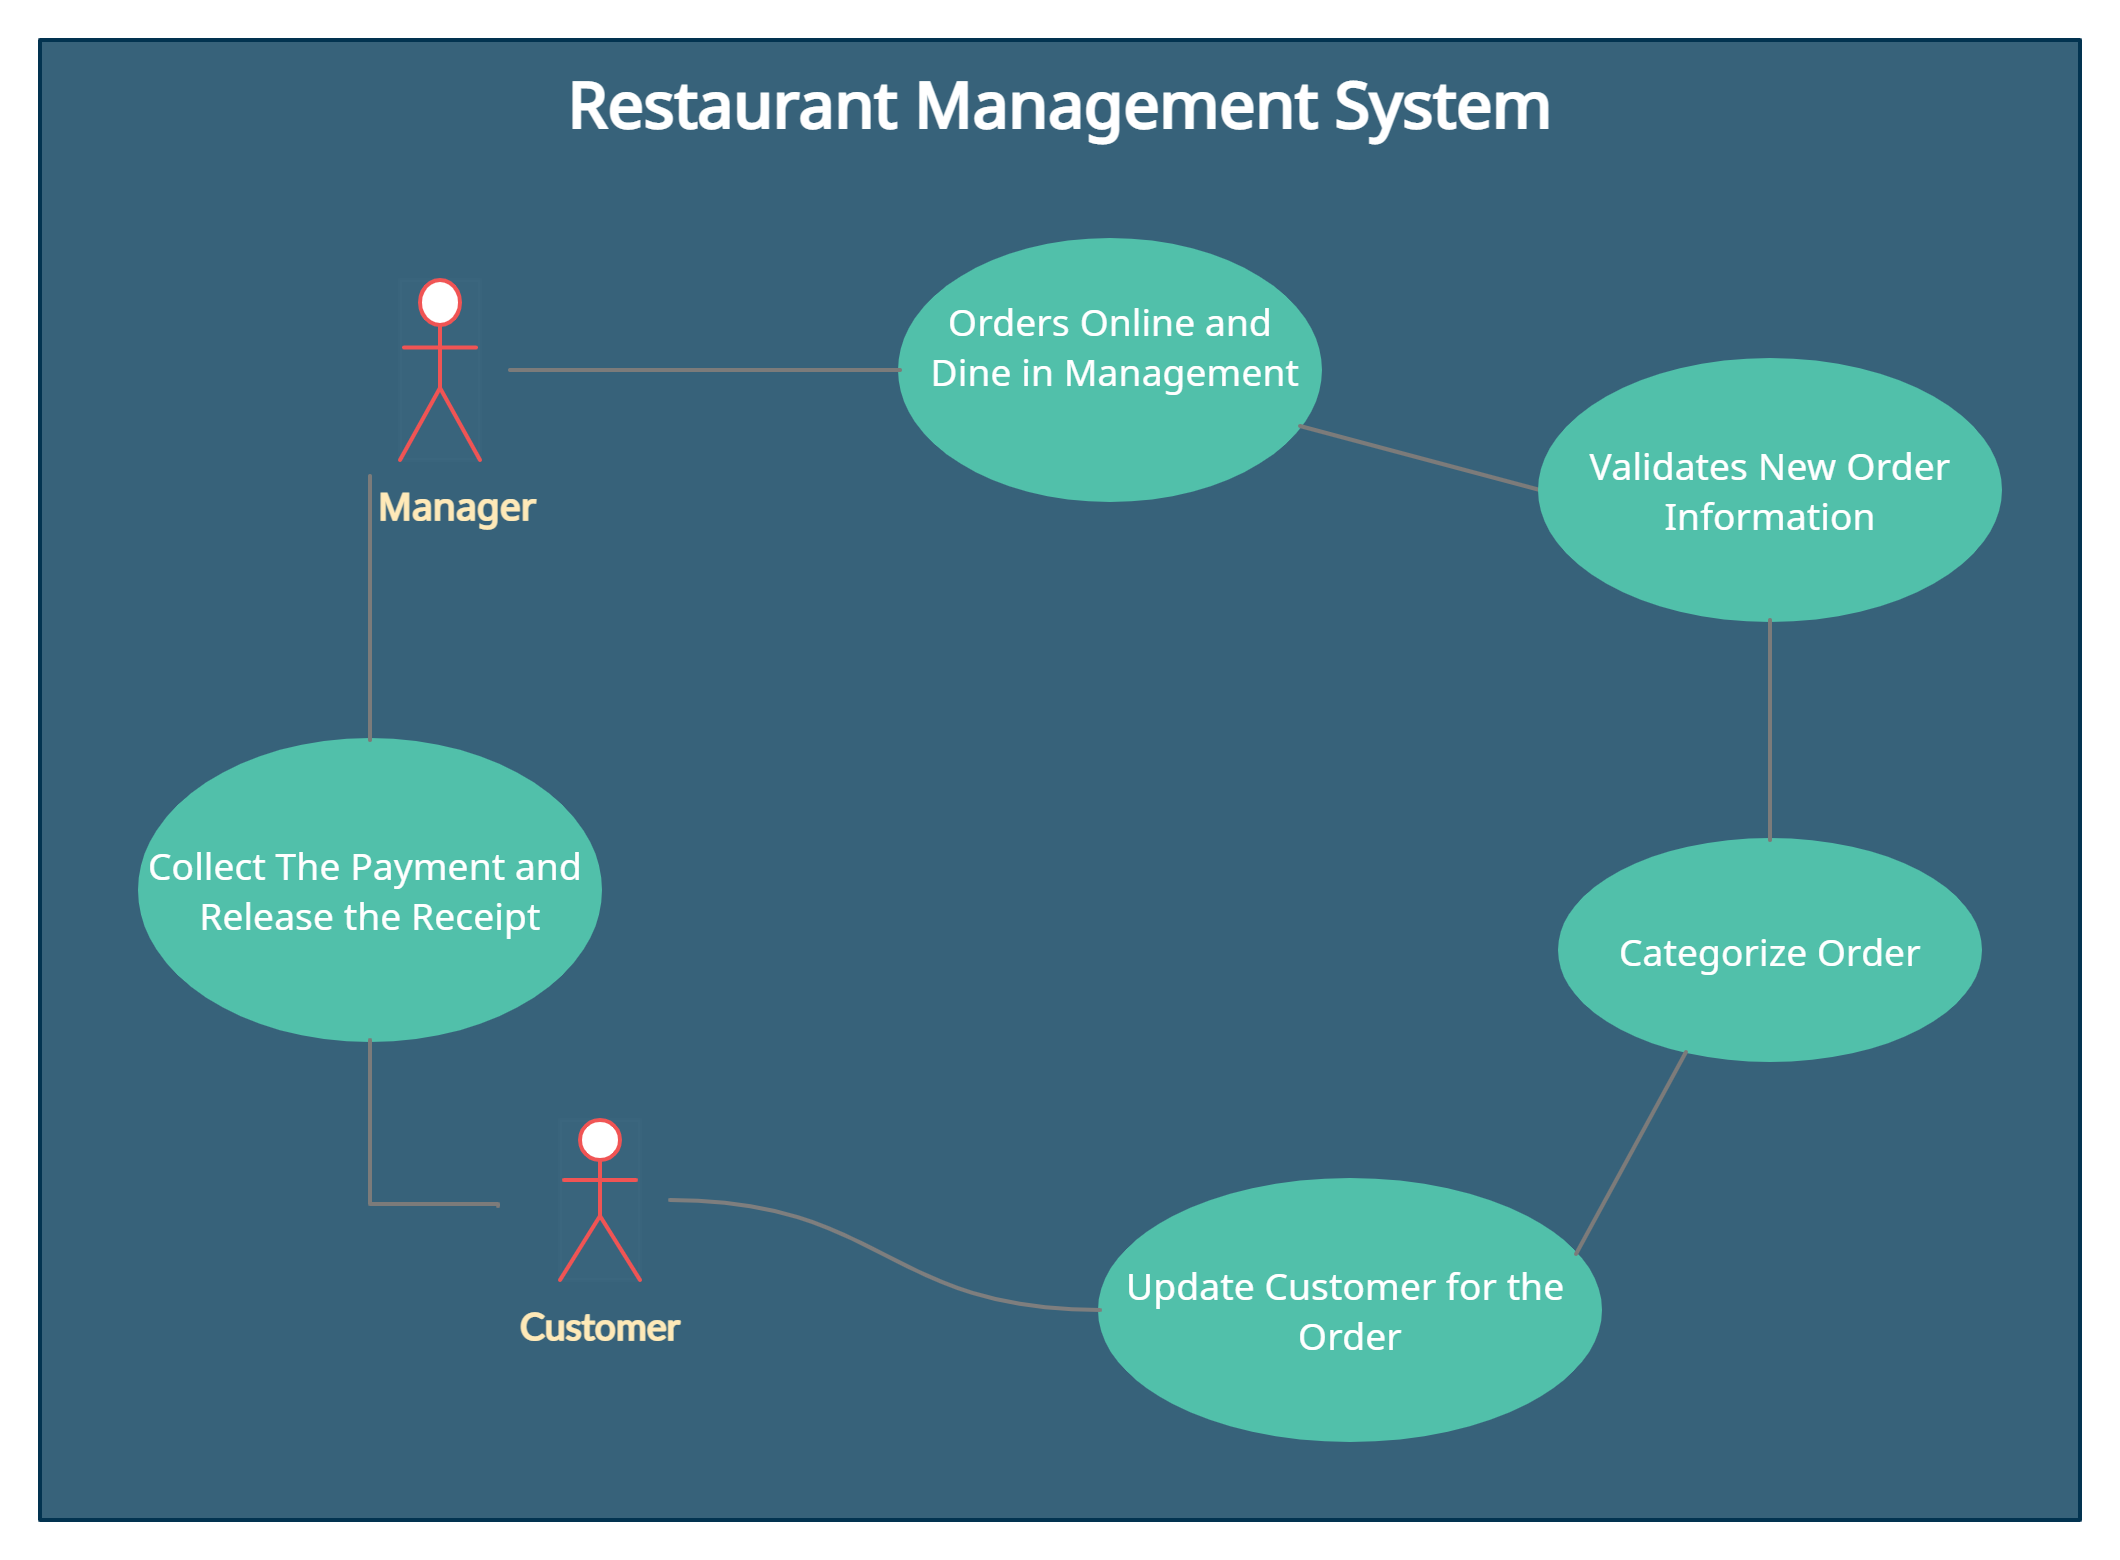 Restaurant Management System
Orders Online and
Dine in Management
Validates New Order
Information
Manager
Collect The Payment and
Release the Receipt
Categorize Order
Update Customer for the
Order
Customer